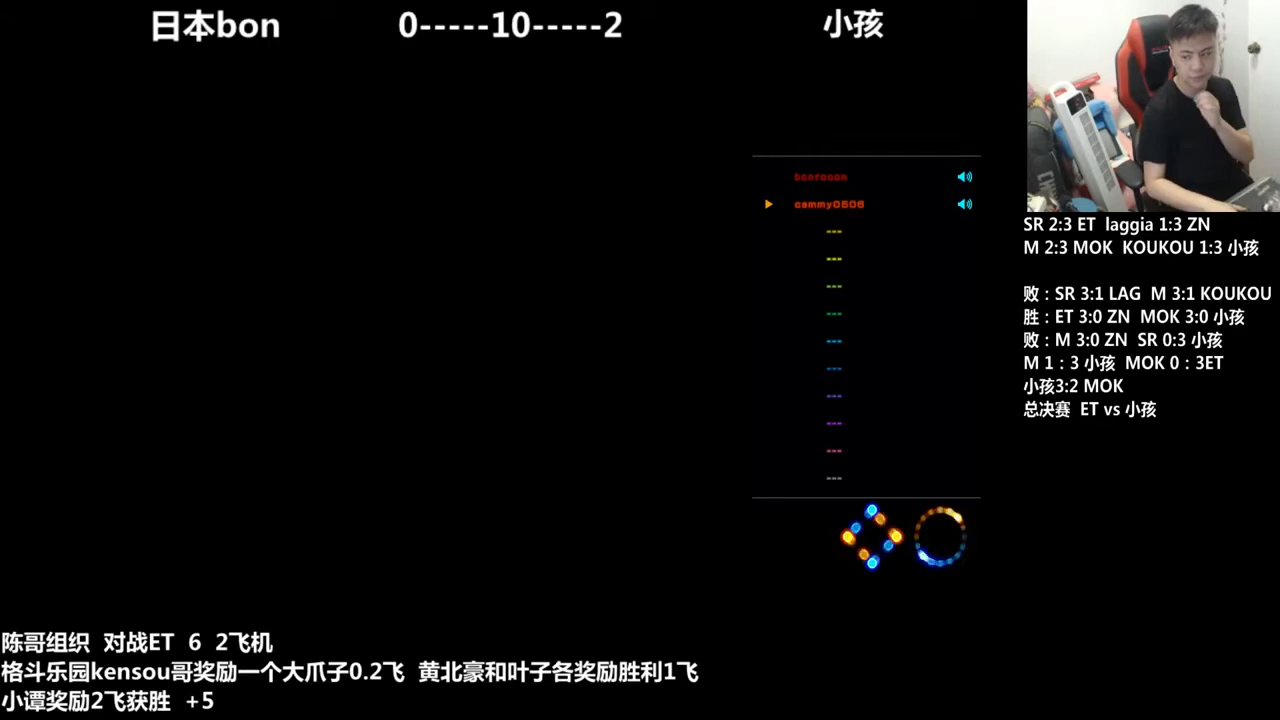 日本bon 0-----10-----2 小孩
bonrooon
cammy0506
SR 2:3 ET laggia 1:3 ZN
M 2:3 MOK KOUKOU 1:3 小孩
败：SR 3:1 LAG M 3:1 KOUKOU
胜：ET 3:0 ZN MOK 3:0 小孩
败：M 3:0 ZN SR 0:3 小孩
M 1：3 小孩 MOK 0：3ET
小孩3:2 MOK
总决赛 ET vs 小孩
陈哥组织 对战ET 6 2飞机
格斗乐园kensou哥奖励一个大爪子0.2飞 黄北豪和叶子各奖励胜利1飞
小谭奖励2飞获胜 +5